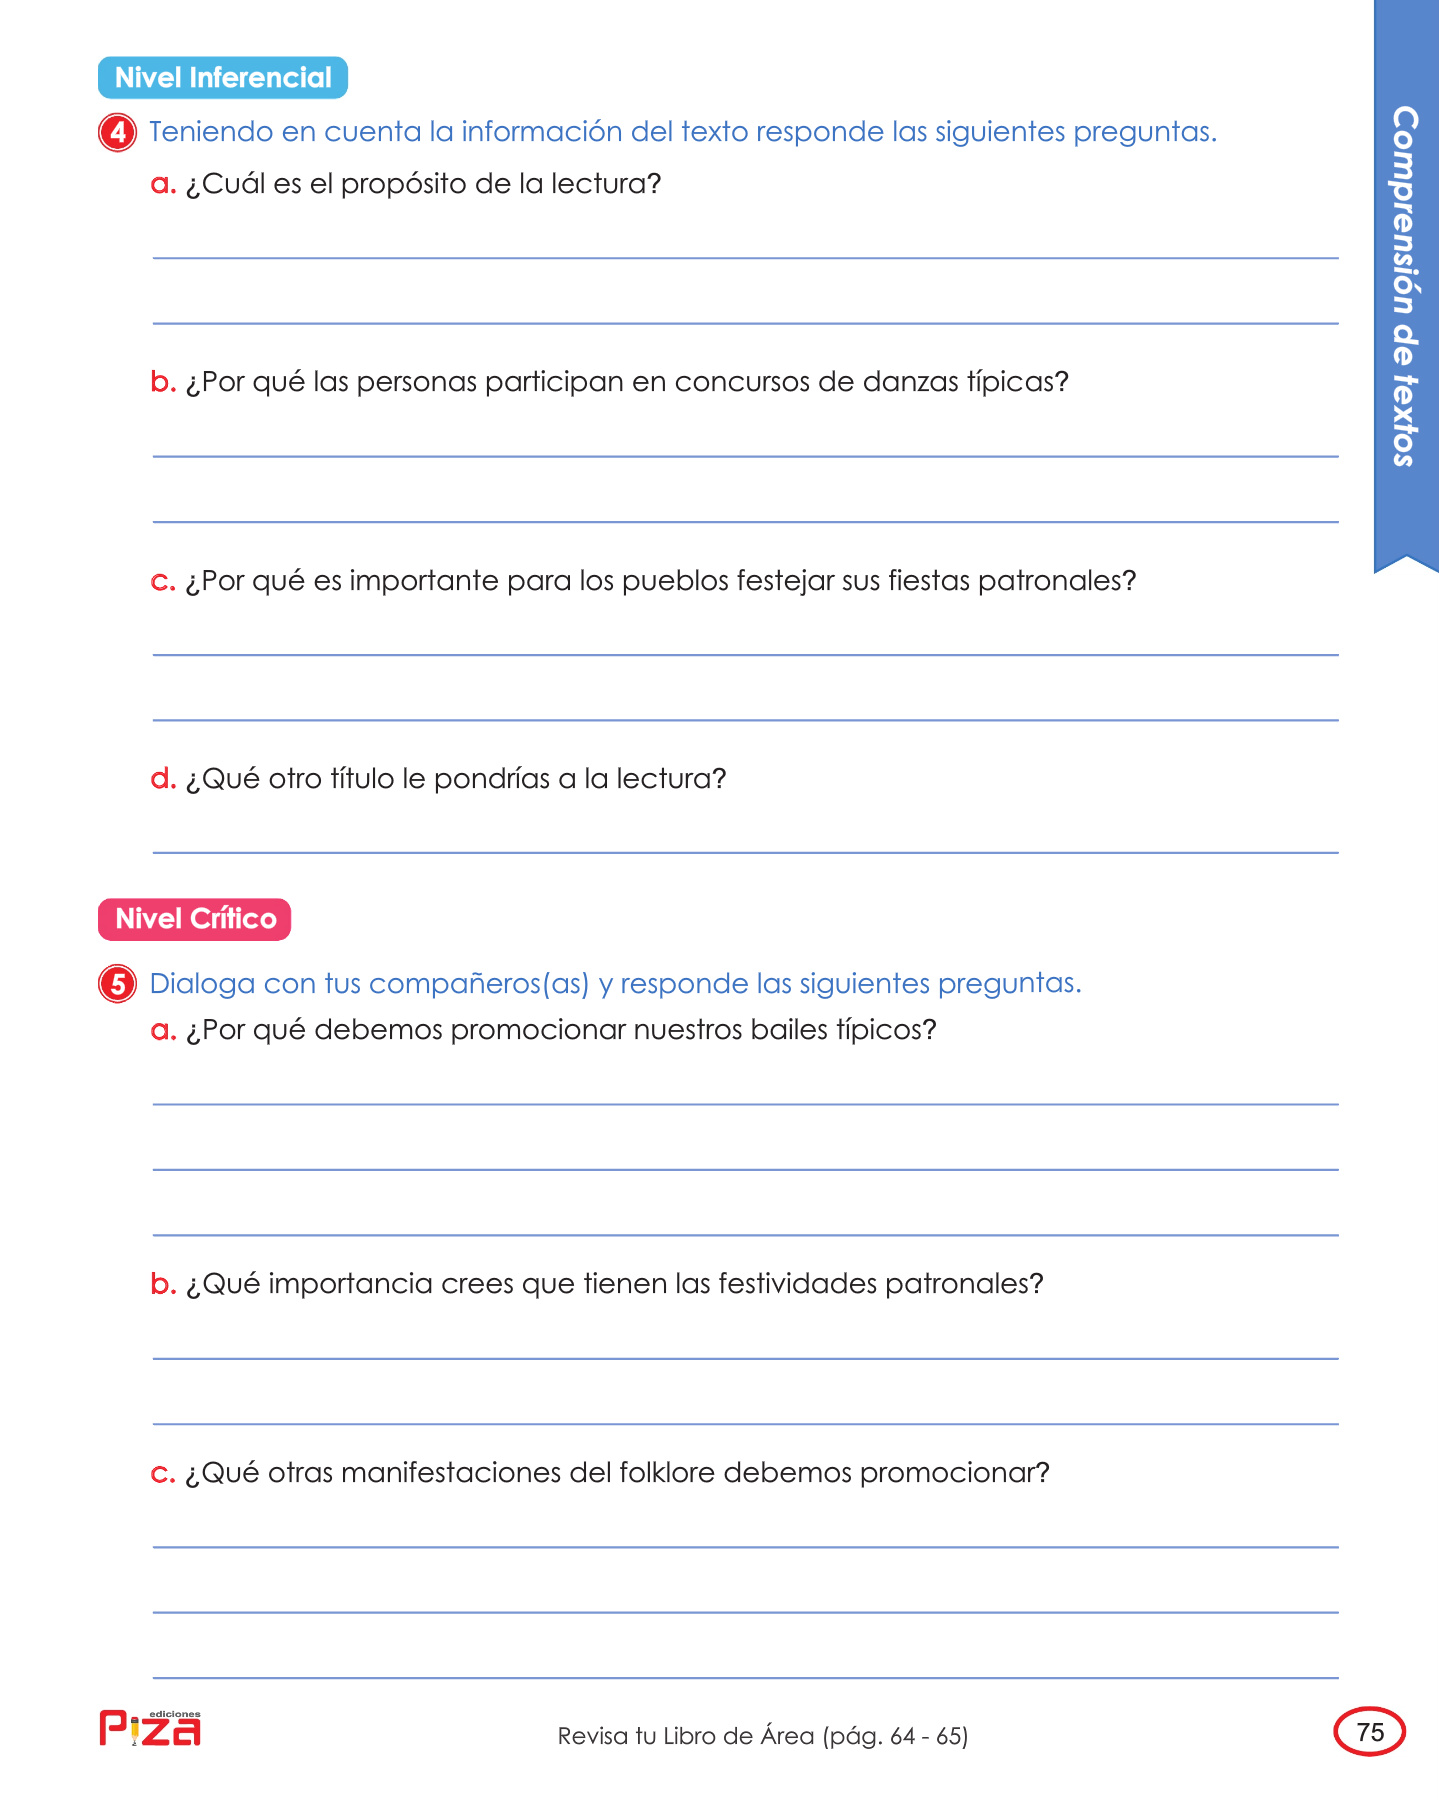 Nivel Inferencial
4 Teniendo en cuenta la información del texto responde las siguientes preguntas.
a. ¿Cuál es el propósito de la lectura?
b. ¿Por qué las personas participan en concursos de danzas típicas?
c. ¿Por qué es importante para los pueblos festejar sus fiestas patronales?
d. ¿Qué otro título le pondrías a la lectura?
Nivel Crítico
5 Dialoga con tus compañeros(as) y responde las siguientes preguntas.
a. ¿Por qué debemos promocionar nuestros bailes típicos?
b. ¿Qué importancia crees que tienen las festividades patronales?
c. ¿Qué otras manifestaciones del folklore debemos promocionar?
Comprensión de textos
ediciones
Piza
Revisa tu Libro de Área (pág. 64 - 65)
75